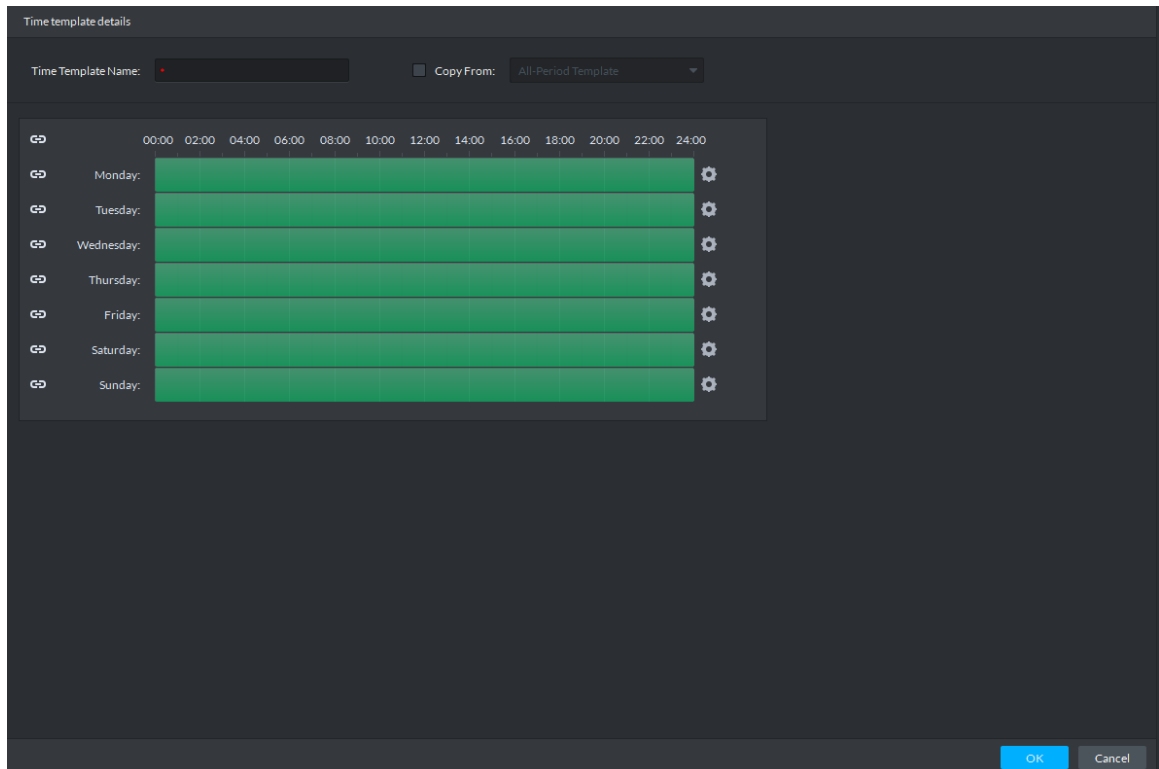 Time template details
Time Template Name: * Copy From: All-Period Template
00:00 02:00 04:00 06:00 08:00 10:00 12:00 14:00 16:00 18:00 20:00 22:00 24:00
Monday:
Tuesday:
Wednesday:
Thursday:
Friday:
Saturday:
Sunday:
OK Cancel